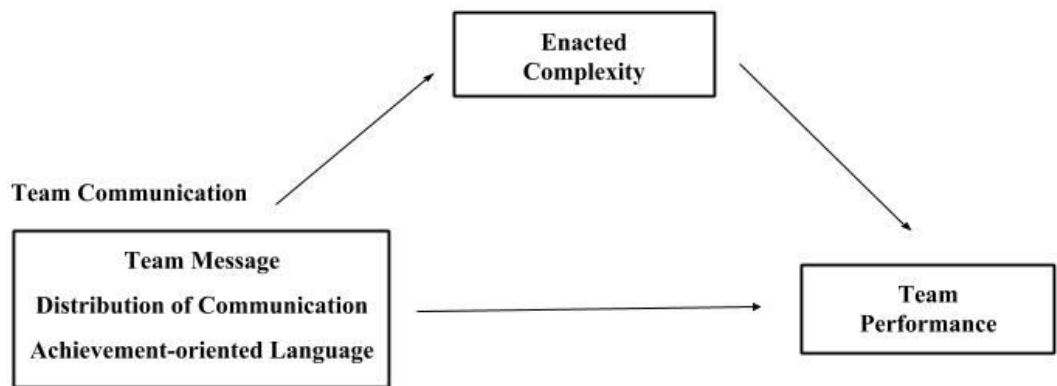 Enacted
Complexity
Team Communication
Team Message
Distribution of Communication
Achievement-oriented Language
Team
Performance